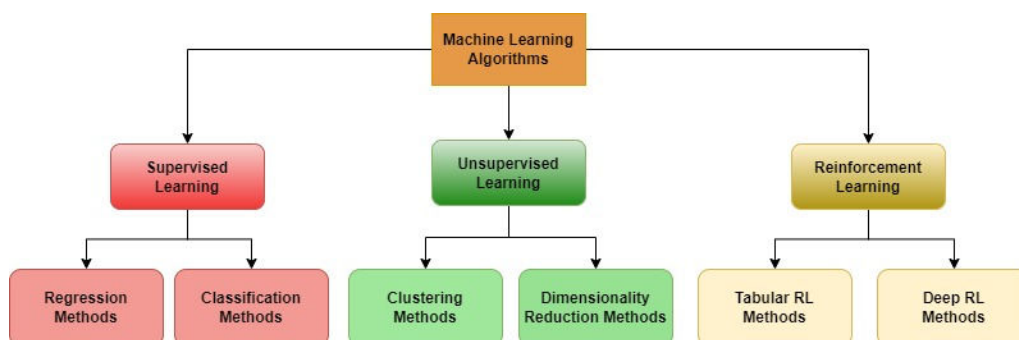 Machine Learning
Algorithms
Supervised
Learning
Unsupervised
Learning
Reinforcement
Learning
Regression
Methods
Classification
Methods
Clustering
Methods
Dimensionality
Reduction Methods
Tabular RL
Methods
Deep RL
Methods